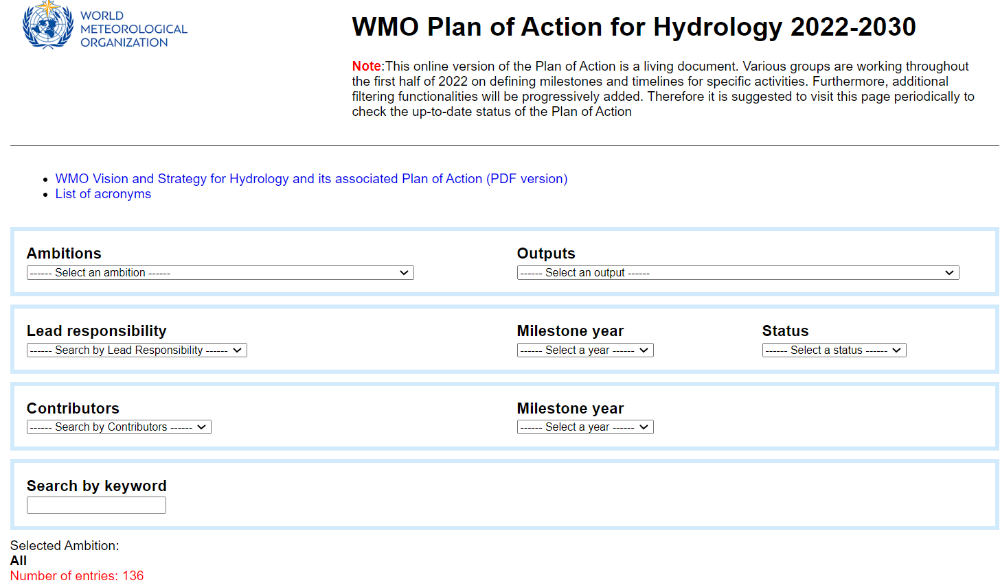 WORLD
METEOROLOGICAL
ORGANIZATION
WMO Plan of Action for Hydrology 2022-2030
Note:This online version of the Plan of Action is a living document. Various groups are working throughout
the first half of 2022 on defining milestones and timelines for specific activities. Furthermore, additional
filtering functionalities will be progressively added. Therefore it is suggested to visit this page periodically to
check the up-to-date status of the Plan of Action
WMO Vision and Strategy for Hydrology and its associated Plan of Action (PDF version)
List of acronyms
Ambitions
------ Select an ambition ------
Outputs
------ Select an output ------
Lead responsibility
------ Search by Lead Responsibility ------
Milestone year
------ Select a year ------
Status
------ Select a status ------
Contributors
------ Search by Contributors ------
Milestone year
------ Select a year ------
Search by keyword
Selected Ambition:
All
Number of entries: 136